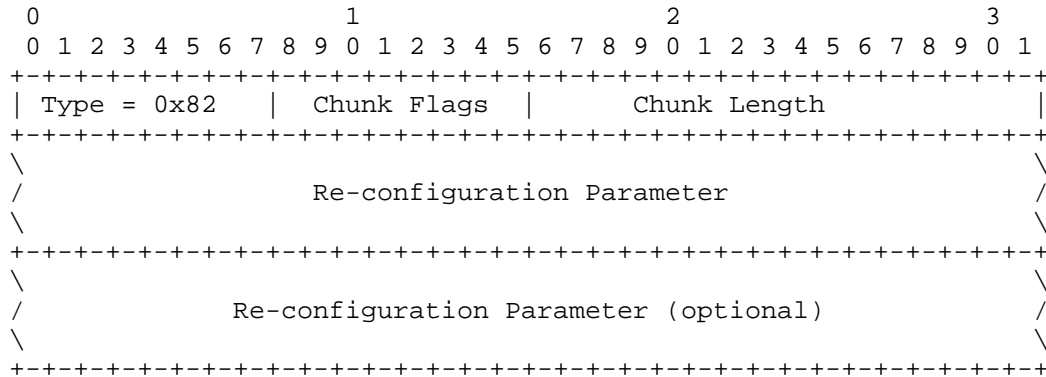 0                   1                   2                   3
 0 1 2 3 4 5 6 7 8 9 0 1 2 3 4 5 6 7 8 9 0 1 2 3 4 5 6 7 8 9 0 1
+-+-+-+-+-+-+-+-+-+-+-+-+-+-+-+-+-+-+-+-+-+-+-+-+-+-+-+-+-+-+-+-+
| Type = 0x82   |  Chunk Flags  |      Chunk Length             |
+-+-+-+-+-+-+-+-+-+-+-+-+-+-+-+-+-+-+-+-+-+-+-+-+-+-+-+-+-+-+-+-+
\                                                               \
/                  Re-configuration Parameter                   /
\                                                               \
+-+-+-+-+-+-+-+-+-+-+-+-+-+-+-+-+-+-+-+-+-+-+-+-+-+-+-+-+-+-+-+-+
\                                                               \
/             Re-configuration Parameter (optional)             /
\                                                               \
+-+-+-+-+-+-+-+-+-+-+-+-+-+-+-+-+-+-+-+-+-+-+-+-+-+-+-+-+-+-+-+-+